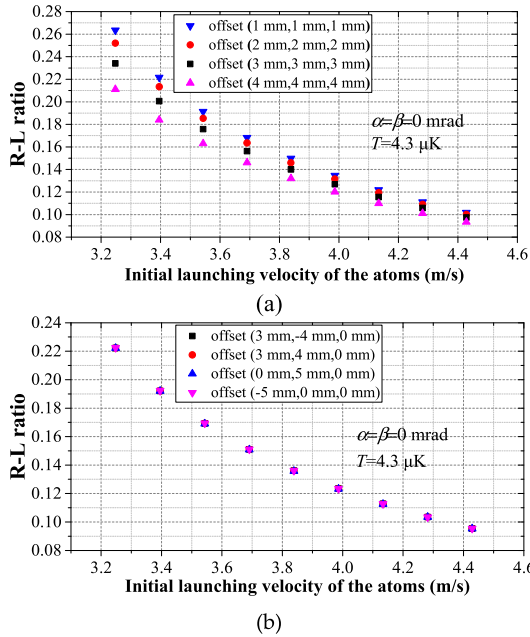 (a)
0.28
0.26
0.24
0.22
0.20
0.18
0.16
0.14
0.12
0.10
0.08
R-L ratio
offset (1 mm,1 mm,1 mm)
offset (2 mm,2 mm,2 mm)
offset (3 mm,3 mm,3 mm)
offset (4 mm,4 mm,4 mm)
α=β=0 mrad
T=4.3 μK
3.2 3.4 3.6 3.8 4.0 4.2 4.4 4.6
Initial launching velocity of the atoms (m/s)
(a)
0.24
0.22
0.20
0.18
0.16
0.14
0.12
0.10
0.08
R-L ratio
offset (3 mm,-4 mm,0 mm)
offset (3 mm,4 mm,0 mm)
offset (0 mm,5 mm,0 mm)
offset (-5 mm,0 mm,0 mm)
α=β=0 mrad
T=4.3 μK
3.2 3.4 3.6 3.8 4.0 4.2 4.4 4.6
Initial launching velocity of the atoms (m/s)
(b)